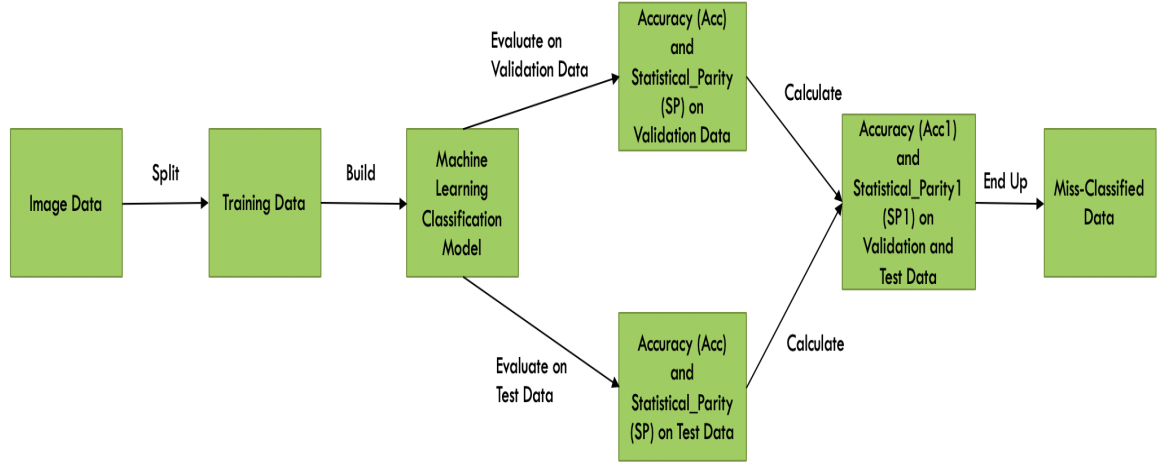 Image Data
Split
Training Data
Build
Machine
Learning
Classification
Model
Evaluate on
Validation Data
Accuracy (Acc)
and
Statistical_Parity
(SP) on
Validation Data
Evaluate on
Test Data
Accuracy (Acc)
and
Statistical_Parity
(SP) on Test Data
Calculate
Calculate
Accuracy (Acc1)
and
Statistical_Parity1
(SP1) on
Validation and
Test Data
End Up
Miss-Classified
Data